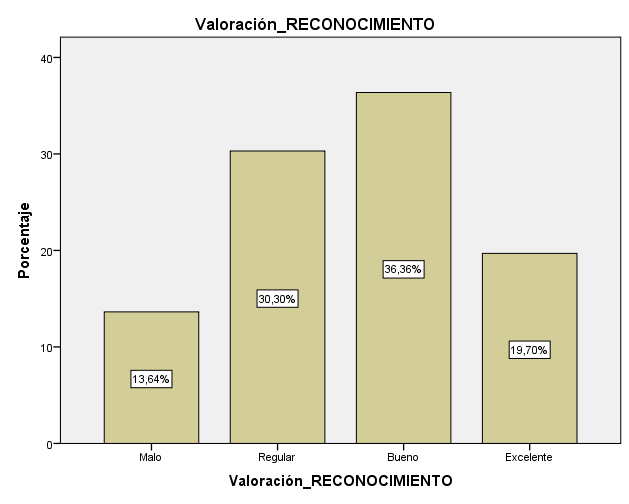 Valoración_RECONOCIMIENTO
40
30
20
10
0
Porcentaje
13,64%
30,30%
36,36%
19,70%
Malo Regular Bueno Excelente
Valoración_RECONOCIMIENTO